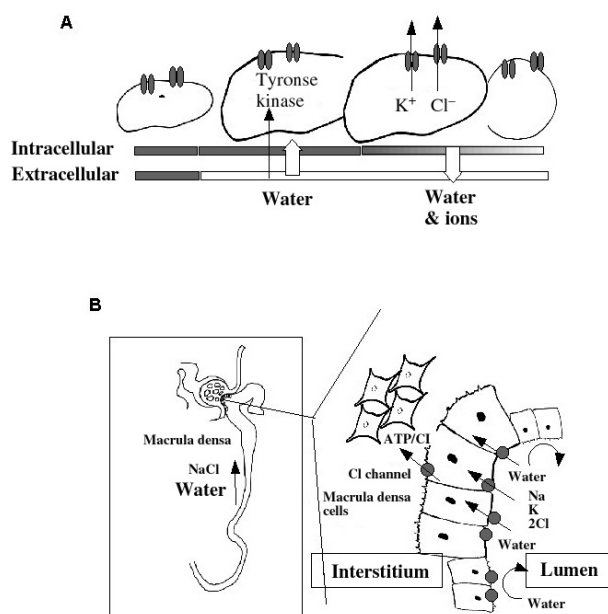 A
Tyronse
kinase
K⁺ Cl⁻
Intracellular
Extracellular
Water
Water
& ions
B
Macrula densa
NaCl
Water
ATP/Cl
Cl channel
Macrula densa
cells
Water
Na
K
2Cl
Water
Interstitium
Lumen
Water